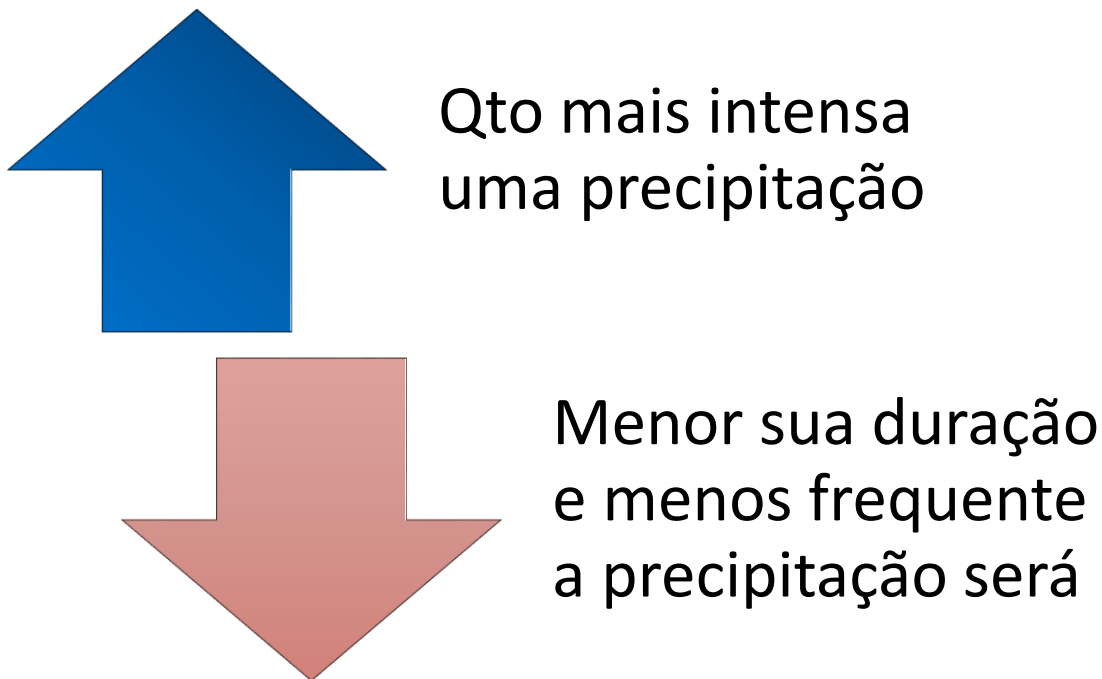 Qto mais intensa
uma precipitação
Menor sua duração
e menos frequente
a precipitação será